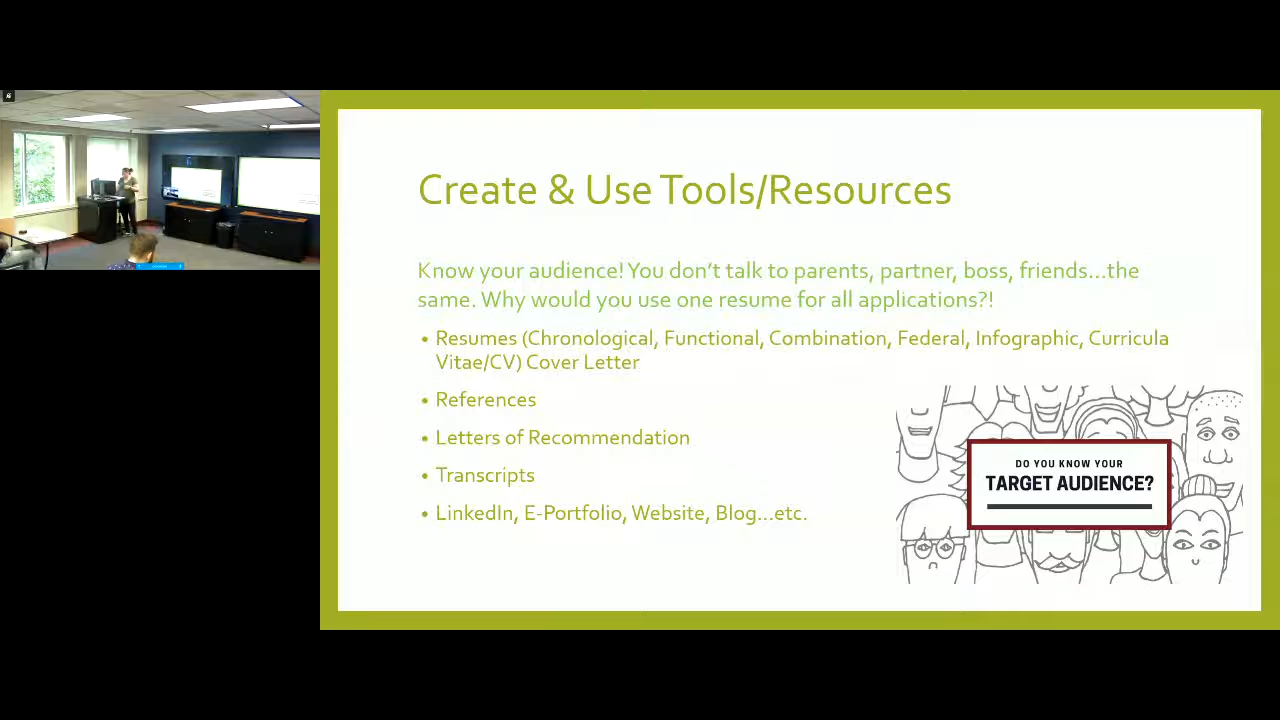 Create & Use Tools/Resources
Know your audience! You don't talk to parents, partner, boss, friends...the
same. Why would you use one resume for all applications?!
• Resumes (Chronological, Functional, Combination, Federal, Infographic, Curricula
Vitae/CV) Cover Letter
• References
• Letters of Recommendation
• Transcripts
• LinkedIn, E-Portfolio, Website, Blog...etc.
DO YOU KNOW YOUR
TARGET AUDIENCE?